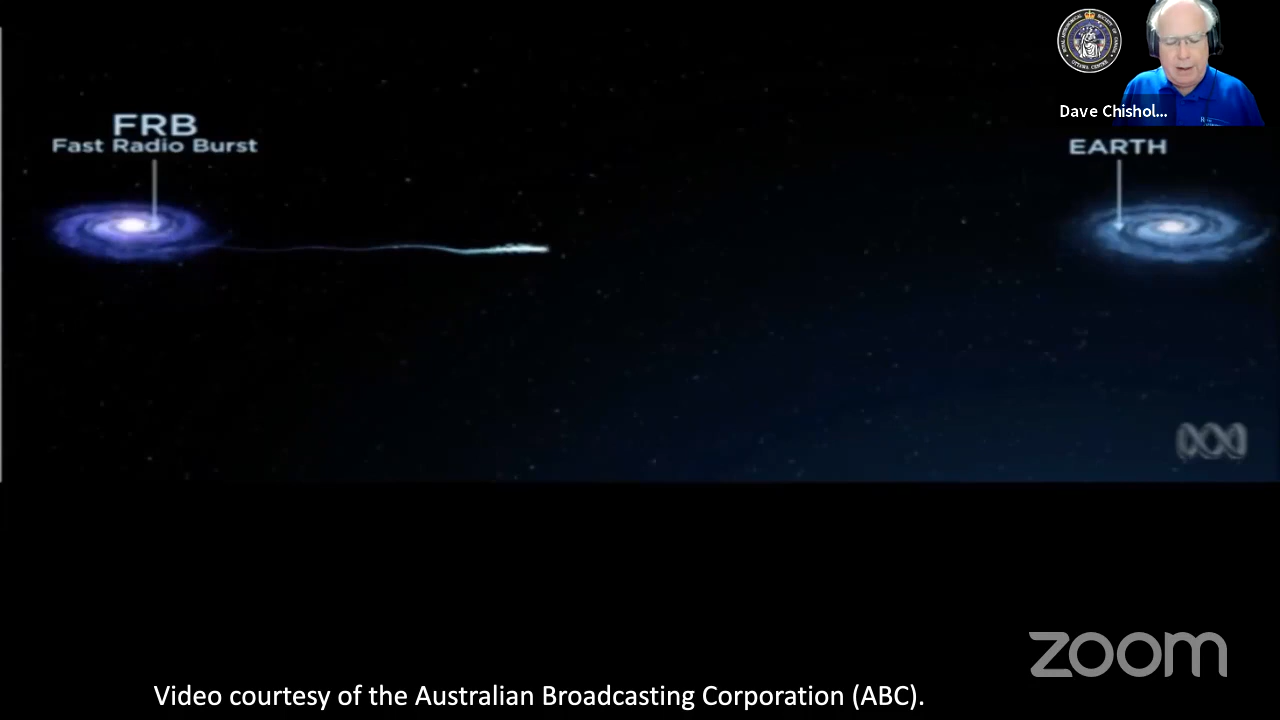 FRB
Fast Radio Burst
Dave Chishol...
EARTH
zoom
Video courtesy of the Australian Broadcasting Corporation (ABC).